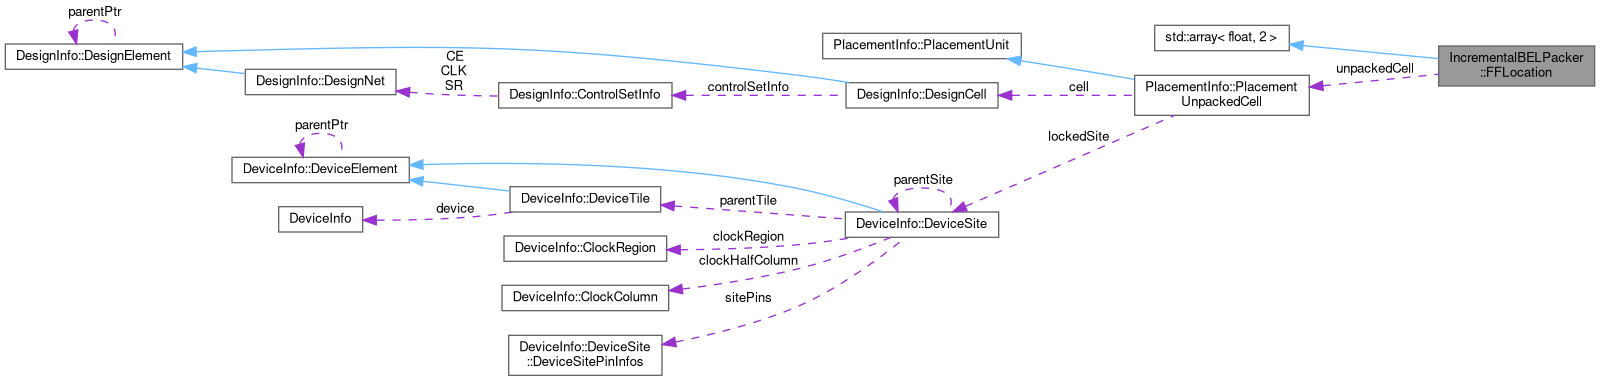 parentPtr
DesignInfo::DesignElement
DesignInfo::DesignNet
CE
CLK
SR
DesignInfo::ControlSetInfo
controlSetInfo
DesignInfo::DesignCell
cell
PlacementInfo::PlacementUnit
PlacementInfo::Placement
UnpackedCell
std::array< float, 2 >
unpackedCell
IncrementalBELPacker
::FFLocation
lockedSite
parentPtr
DeviceInfo::DeviceElement
DeviceInfo::DeviceTile
device
DeviceInfo
parentTile
parentSite
DeviceInfo::DeviceSite
clockRegion
DeviceInfo::ClockRegion
clockHalfColumn
DeviceInfo::ClockColumn
sitePins
DeviceInfo::DeviceSite
::DeviceSitePinInfos